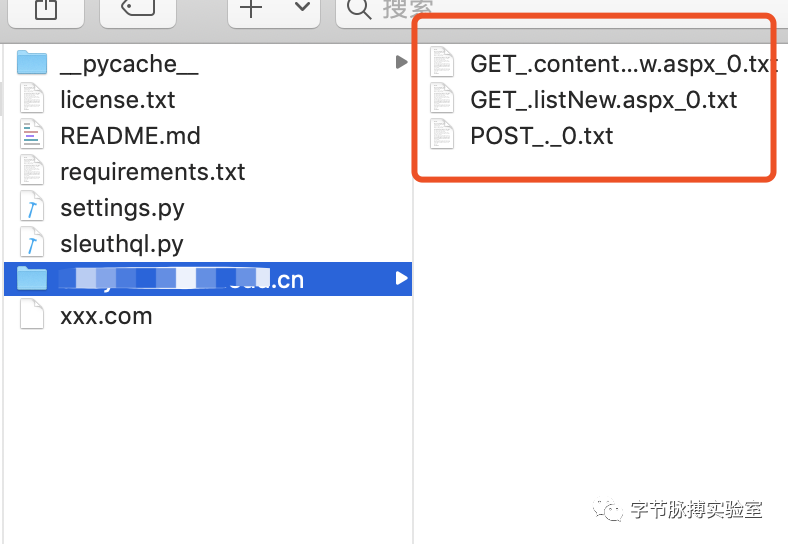 搜索
__pycache__
license.txt
README.md
requirements.txt
settings.py
sleuthql.py
.cn
xxx.com
GET_.content...w.aspx_0.txt
GET_.listNew.aspx_0.txt
POST_._0.txt
字节脉搏实验室